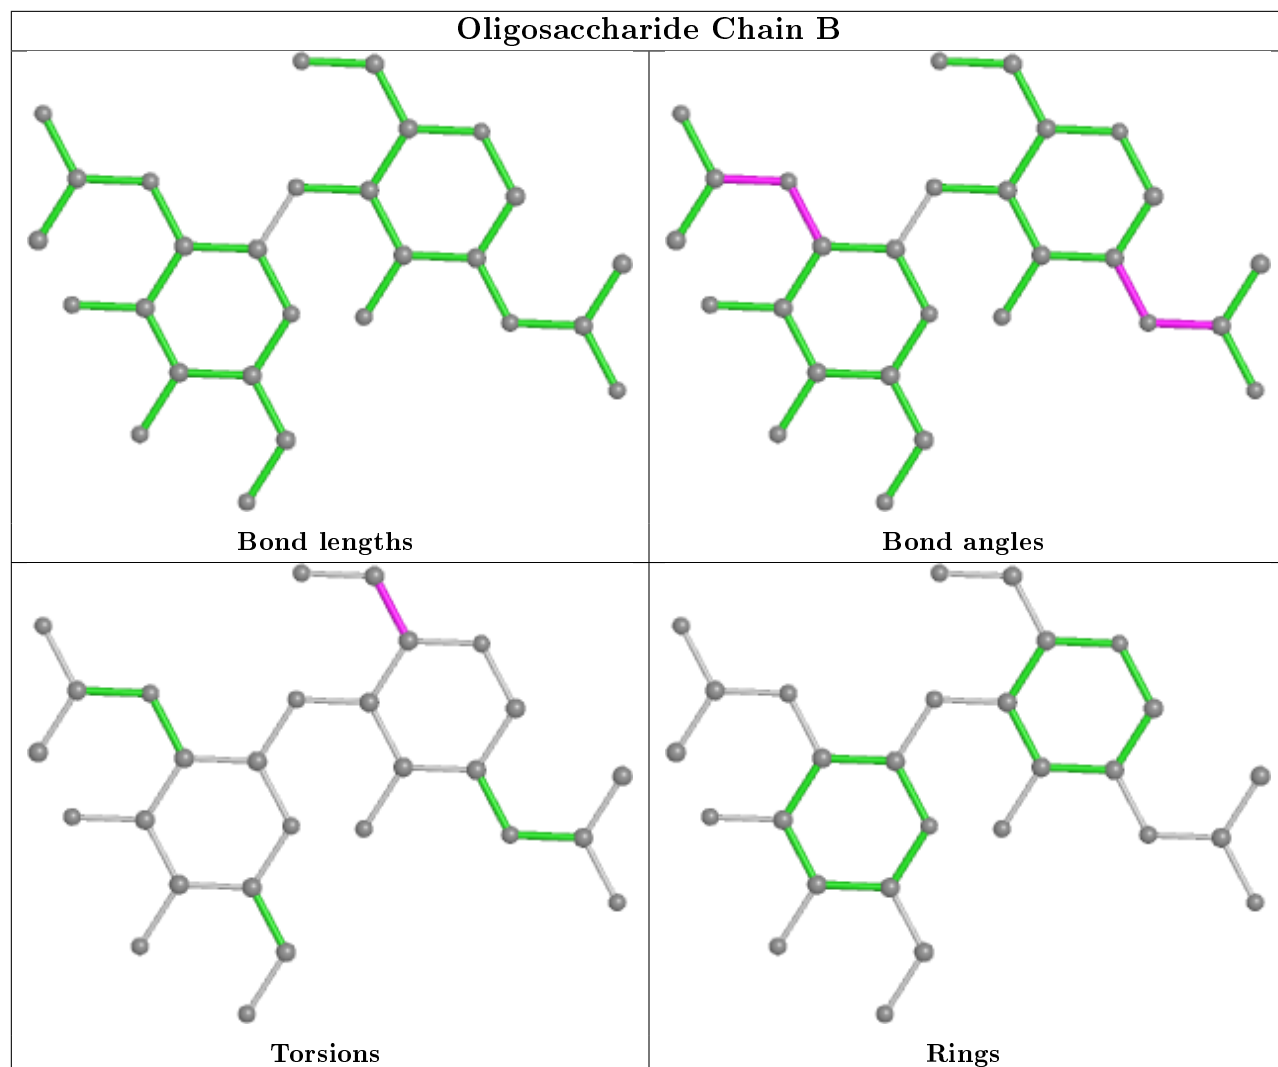 Oligosaccharide Chain B
Bond lengths
Bond angles
Torsions
Rings